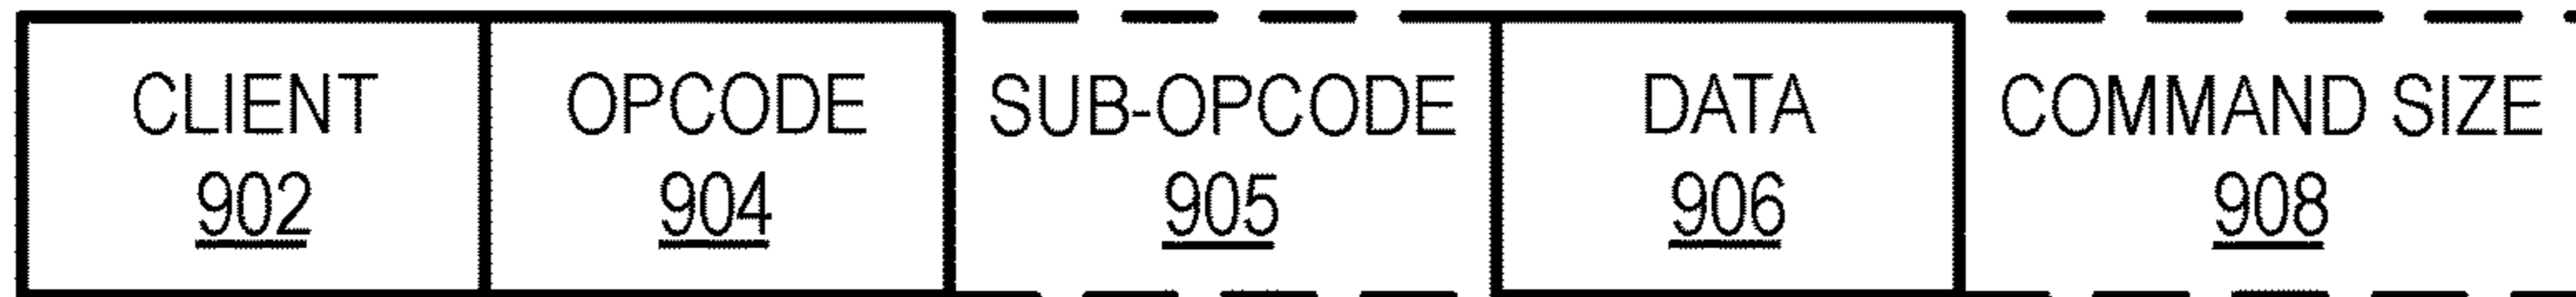 CLIENT OPCODE SUB-OPCODE DATA COMMAND SIZE
902 904 905 906 908